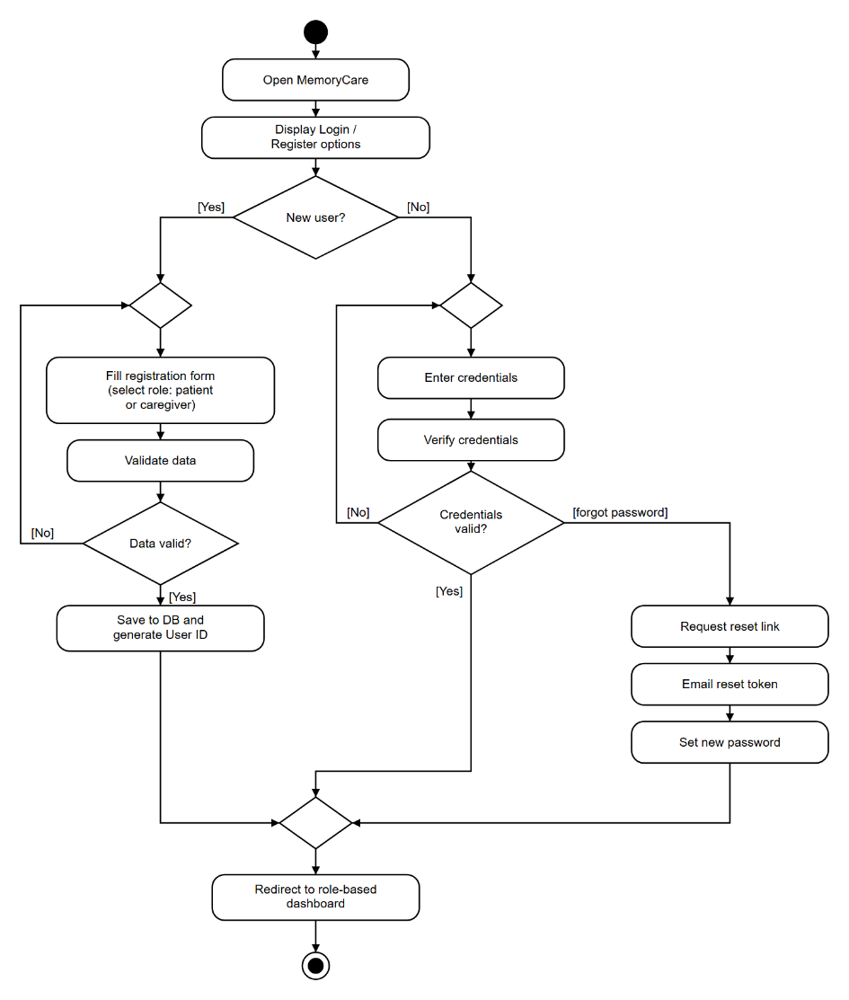 Open MemoryCare
Display Login /
Register options
[Yes]
[No]
New user?
Fill registration form
(select role: patient
or caregiver)
Enter credentials
Verify credentials
Validate data
[No]
Credentials
valid?
[forgot password]
[No]
Data valid?
[Yes]
[Yes]
Save to DB and
generate User ID
Request reset link
Email reset token
Set new password
Redirect to role-based
dashboard